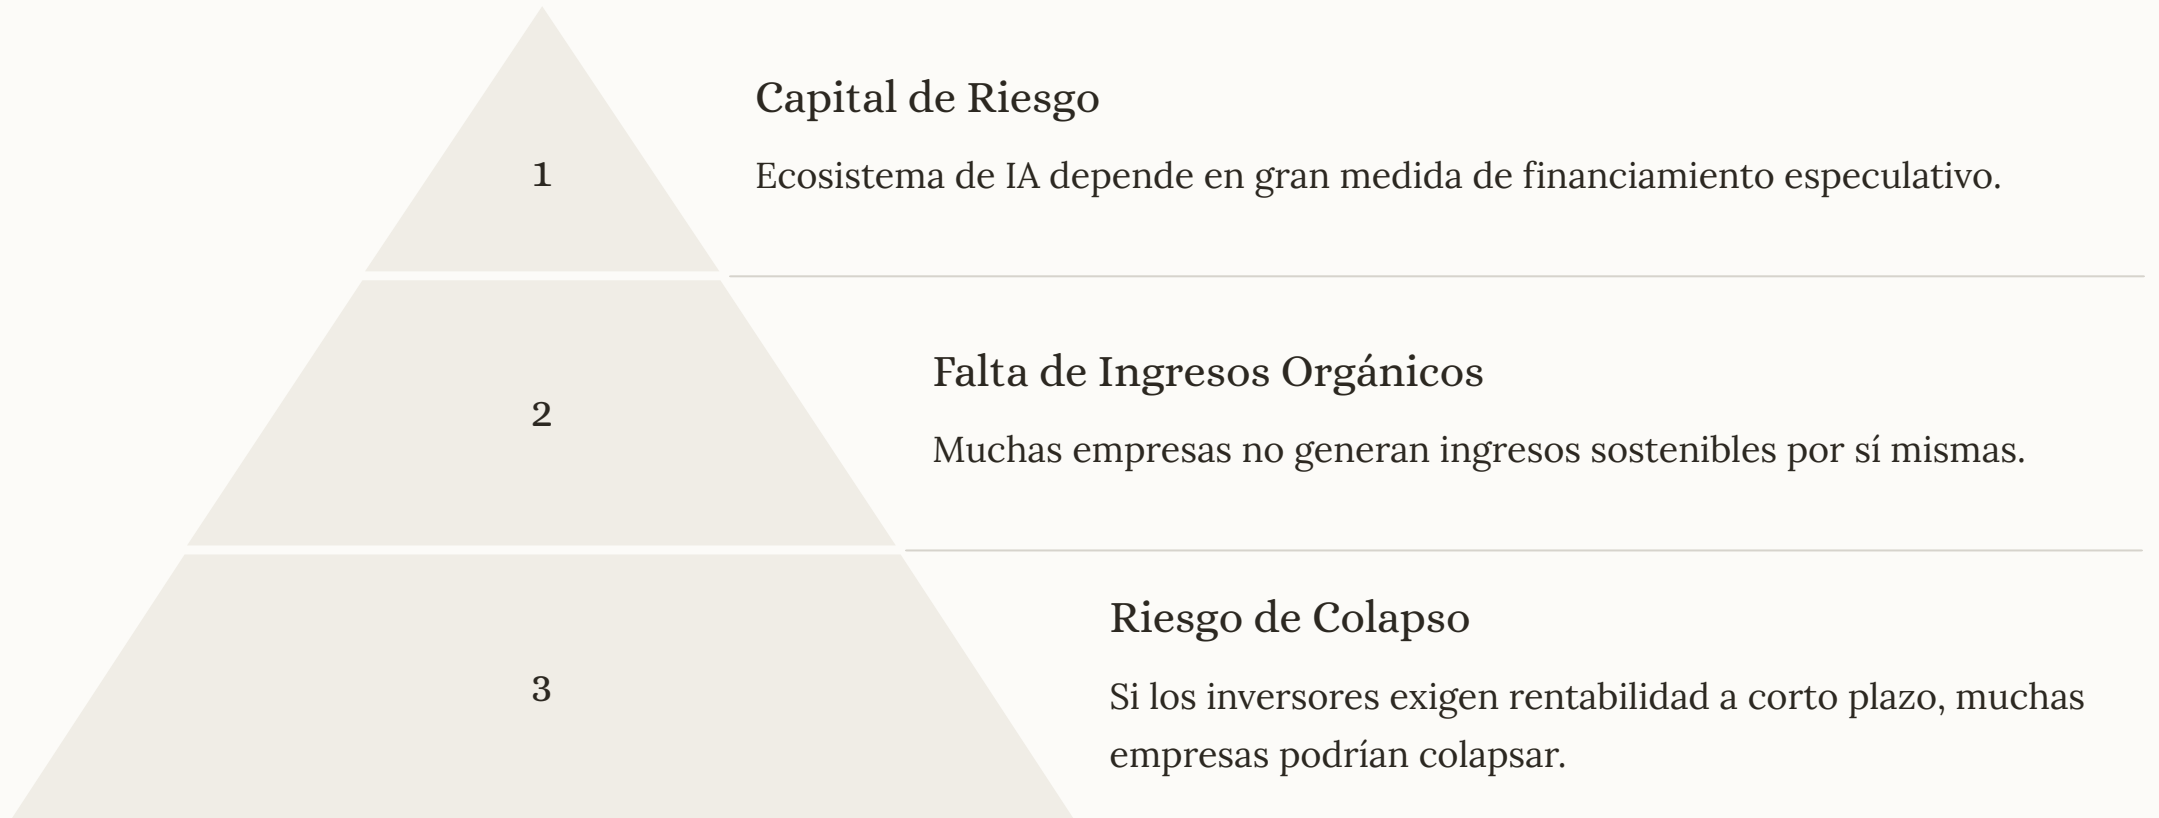 Capital de Riesgo
1
Ecosistema de IA depende en gran medida de financiamiento especulativo.
Falta de Ingresos Orgánicos
2
Muchas empresas no generan ingresos sostenibles por sí mismas.
Riesgo de Colapso
3
Si los inversores exigen rentabilidad a corto plazo, muchas
empresas podrían colapsar.